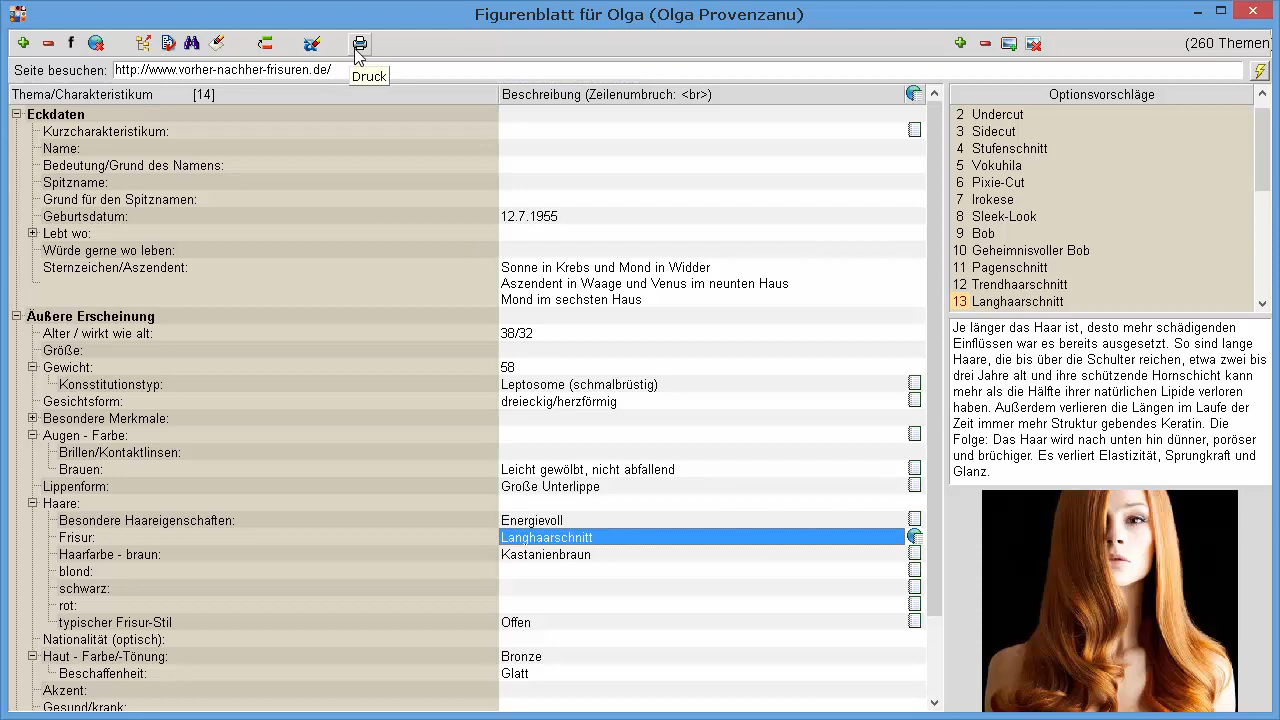 Figurenblatt für Olga (Olga Provenzanu)
f
(260 Themen)
Seite besuchen: http://www.vorher-nachher-frisuren.de/
Druck
Thema/Charakteristikum [14] Beschreibung (Zeilenumbruch: <br>)
Eckdaten
Kurzcharakteristikum:
Name:
Bedeutung/Grund des Namens:
Spitzname:
Grund für den Spitznamen:
Geburtsdatum: 12.7.1955
Lebt wo:
Würde gerne wo leben:
Sternzeichen/Aszendent: Sonne in Krebs und Mond in Widder
Aszendent in Waage und Venus im neunten Haus
Mond im sechsten Haus
Äußere Erscheinung
Alter / wirkt wie alt: 38/32
Größe:
Gewicht: 58
Konsstitutionstyp: Leptosome (schmalbrüstig)
Gesichtsform: dreieckig/herzförmig
Besondere Merkmale:
Augen - Farbe:
Brillen/Kontaktlinsen:
Brauen: Leicht gewölbt, nicht abfallend
Lippenform: Große Unterlippe
Haare:
Besondere Haareigenschaften: Energievoll
Frisur: Langhaarschnitt
Haarfarbe - braun: Kastanienbraun
blond:
schwarz:
rot:
typischer Frisur-Stil Offen
Nationalität (optisch):
Haut - Farbe/-Tönung: Bronze
Beschaffenheit: Glatt
Akzent:
Gesund/krank:
Optionsvorschläge
2 Undercut
3 Sidecut
4 Stufenschnitt
5 Vokuhila
6 Pixie-Cut
7 Irokese
8 Sleek-Look
9 Bob
10 Geheimnisvoller Bob
11 Pagenschnitt
12 Trendhaarschnitt
13 Langhaarschnitt
Je länger das Haar ist, desto mehr schädigenden
Einflüssen war es bereits ausgesetzt. So sind lange
Haare, die bis über die Schulter reichen, etwa zwei bis
drei Jahre alt und ihre schützende Hornschicht kann
mehr als die Hälfte ihrer natürlichen Lipide verloren
haben. Außerdem verlieren die Längen im Laufe der
Zeit immer mehr Struktur gebendes Keratin. Die
Folge: Das Haar wird nach unten hin dünner, poröser
und brüchiger. Es verliert Elastizität, Sprungkraft und
Glanz.